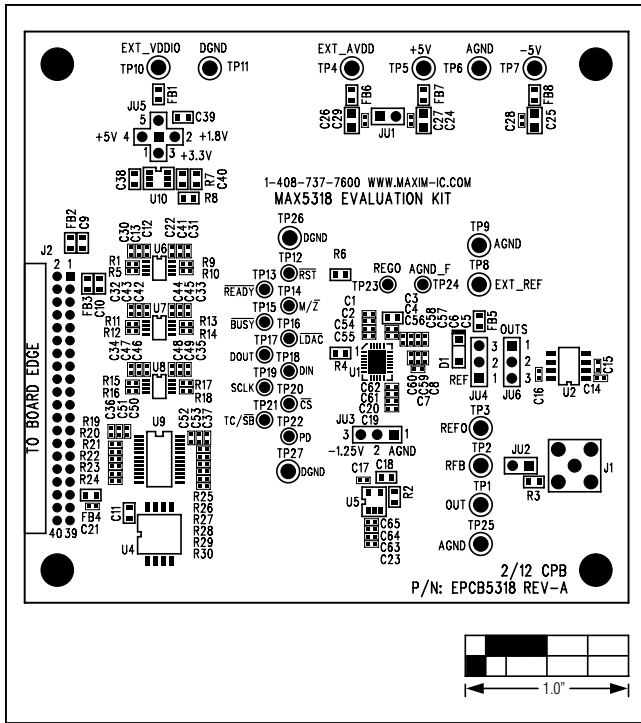 EXT_VDDIO DGND EXT_AVDD +5V AGND -5V
TP10 TP11 TP4 TP5 TP6 TP7
FB1 FB6 FB7 FB8
JU5 C39 C26 C29 JU1 C27 C24 C28 C25
5
+5V 4 2 +1.8V
1 3
+3.3V
C38 U10 R7 C40
R8
1-408-737-7600 WWW.MAXIM-IC.COM
MAX5318 EVALUATION KIT
FB2 C9
C30 C13 C12 C22 C41 C31
TP26
DGND
TP9
AGND
J2
2 1
U6
R1 R9
R5 R10
TP12
RST
R6
REGO AGND_F
TP23 TP24
TP8
EXT_REF
FB3 C10
C32 C43 C42 C44 C45 C33
TP13
READY
TP14
M/Z
C1 C3
C2 C4
C54 C56
C55
C57 C58
C6 C5
FB5
OUTS
U7
R11 R13
R12 R14
TP15
BUSY
TP16
LDAC
C34 C47 C46 C48 C49 C35
TP17
DOUT
TP18
DIN
R4
U1
D1
3 1
2 2
1 3
REF
JU4 JU6
U2
C15
C16 C14
U8
R15 R17
R16 R18
TP19
SCLK
TP20
CS
C62
C61
C20
C60 C59 C8
C7
TO BOARD EDGE
C36 C51 C50 C52 C53 C37
U9
TP21
TC/SB
TP22
PD
JU3 C19
3 1
-1.25V 2 AGND
TP3
REFO
R19
R20
R21
R22
R23
R24
TP27
DGND
C17 C18
U5 R2
TP2
RFB
JU2
R3
J1
FB4
C21
C11
U4
R25
R26
R27
R28
R29
R30
C65
C64
C63
C23
TP1
OUT
TP25
AGND
40 39
2/12 CPB
P/N: EPCB5318 REV-A
1.0"